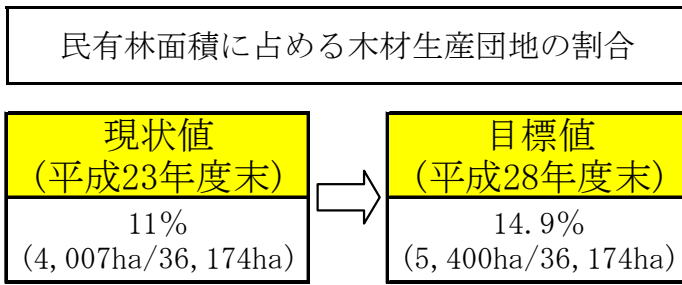 民有林面積に占める木材生産団地の割合
現状値
(平成23年度末)
11%
(4,007ha/36,174ha)
目標値
(平成28年度末)
14.9%
(5,400ha/36,174ha)